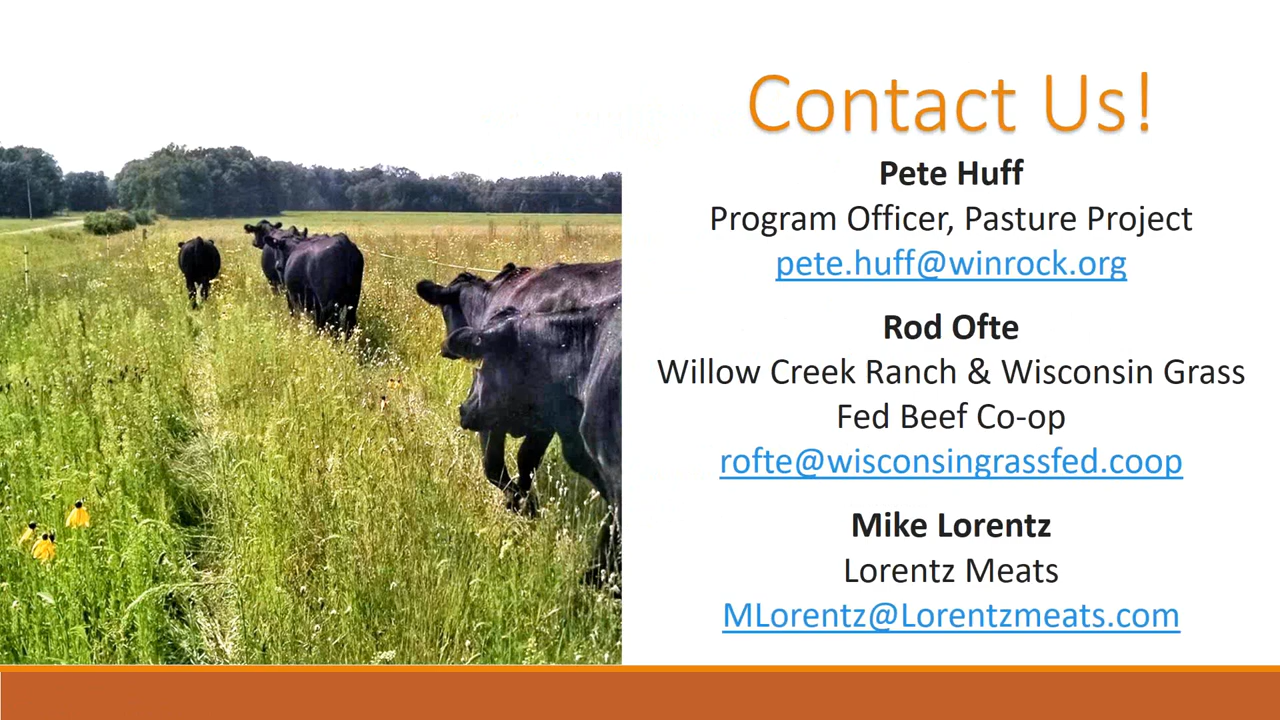 Contact Us!
Pete Huff
Program Officer, Pasture Project
pete.huff@winrock.org
Rod Ofte
Willow Creek Ranch & Wisconsin Grass
Fed Beef Co-op
rofte@wisconsingrassfed.coop
Mike Lorentz
Lorentz Meats
MLorentz@Lorentzmeats.com